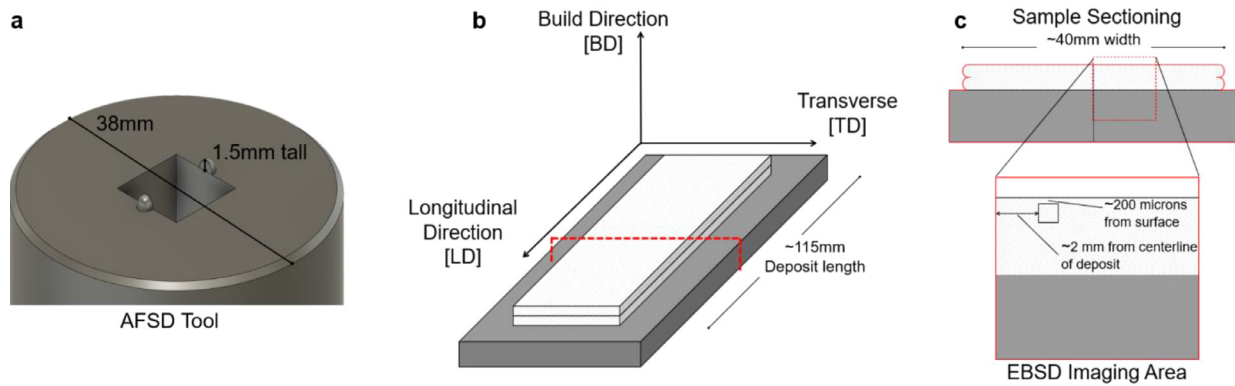 a
38mm
1.5mm tall
AFSD Tool
b
Build Direction
[BD]
Transverse
[TD]
Longitudinal
Direction
[LD]
~115mm
Deposit length
c
Sample Sectioning
~40mm width
~200 microns
from surface
~2 mm from centerline
of deposit
EBSD Imaging Area